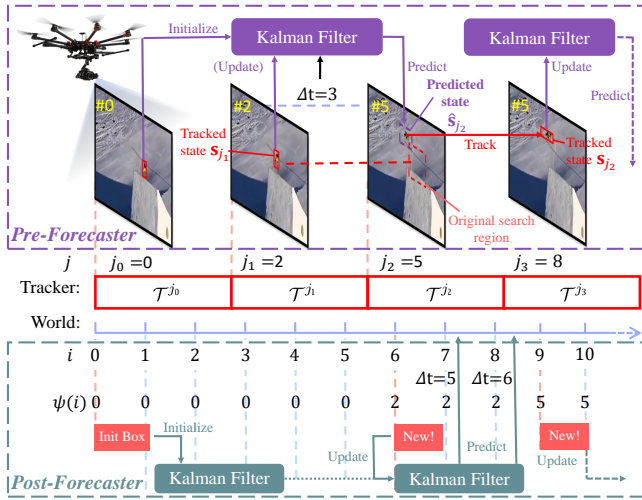 Initialize
Kalman Filter
Kalman Filter
(Update)
Predict
Update
Δt=3
Predicted
state
ŝ_{j_2}
Predict
#0
#2
#5
#5
Tracked
state s_{j_1}
Track
Tracked
state s_{j_2}
Original search
region
Pre-Forecaster
j
j_0 =0
j_1 =2
j_2 =5
j_3 = 8
Tracker:
𝒯^{j_0}
𝒯^{j_1}
𝒯^{j_2}
𝒯^{j_3}
World:
i
0 1 2 3 4 5 6 7 8 9 10
Δt=5
Δt=6
ψ(i)
0 0 0 0 0 0 2 2 2 5 5
Init Box
Initialize
New!
New!
Update
Predict
Update
Kalman Filter
Kalman Filter
Post-Forecaster